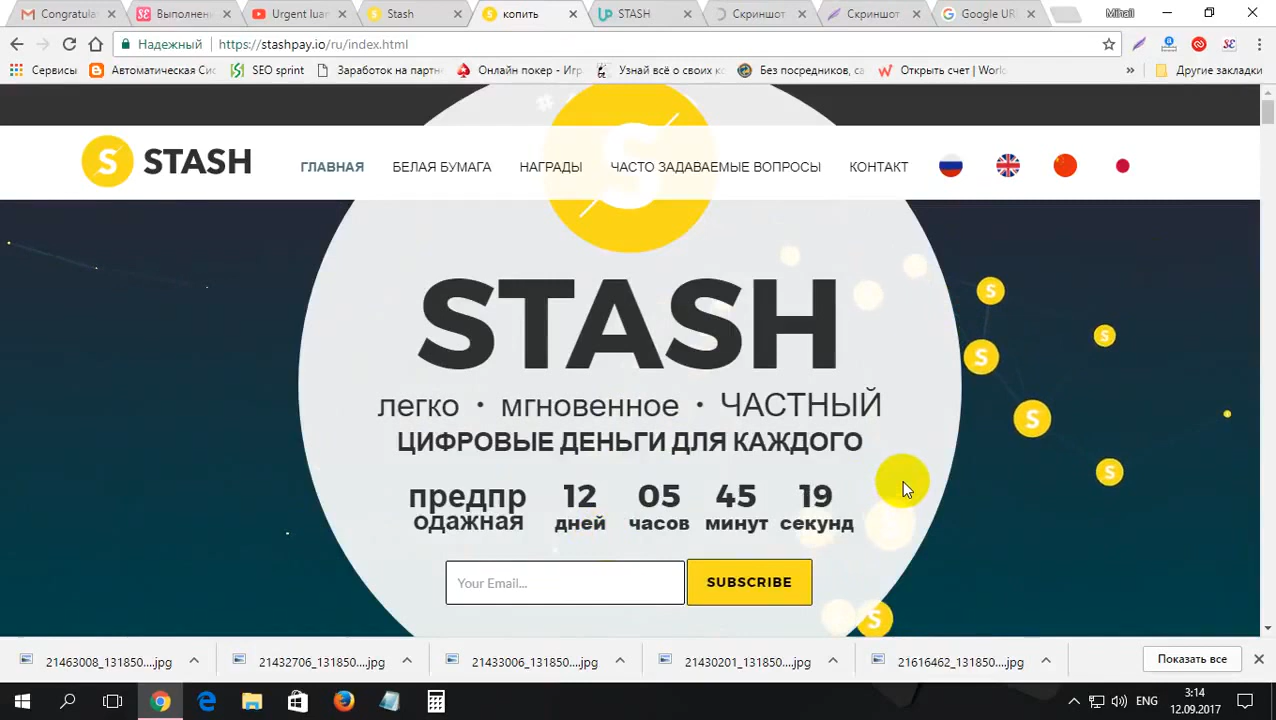 Congratula
Выполнен
Urgent luar
Stash
копить
STASH
Скриншот
Скриншот
Google UR
Mihail
Надежный
https://stashpay.io/ru/index.html
Сервисы
Автоматическая Сис
SEO sprint
Заработок на партн
Онлайн покер - Игр
Узнай всё о своих к
Без посредников, са
Открыть счет | World
»
Другие закладки
STASH
ГЛАВНАЯ
БЕЛАЯ БУМАГА
НАГРАДЫ
ЧАСТО ЗАДАВАЕМЫЕ ВОПРОСЫ
КОНТАКТ
STASH
легко • мгновенное • ЧАСТНЫЙ
ЦИФРОВЫЕ ДЕНЬГИ ДЛЯ КАЖДОГО
предпр 12 05 45 19
одажная дней часов минут секунд
Your Email...
SUBSCRIBE
21463008_131850....jpg
21432706_131850....jpg
21433006_131850....jpg
21430201_131850....jpg
21616462_131850....jpg
Показать все
ENG
3:14
12.09.2017